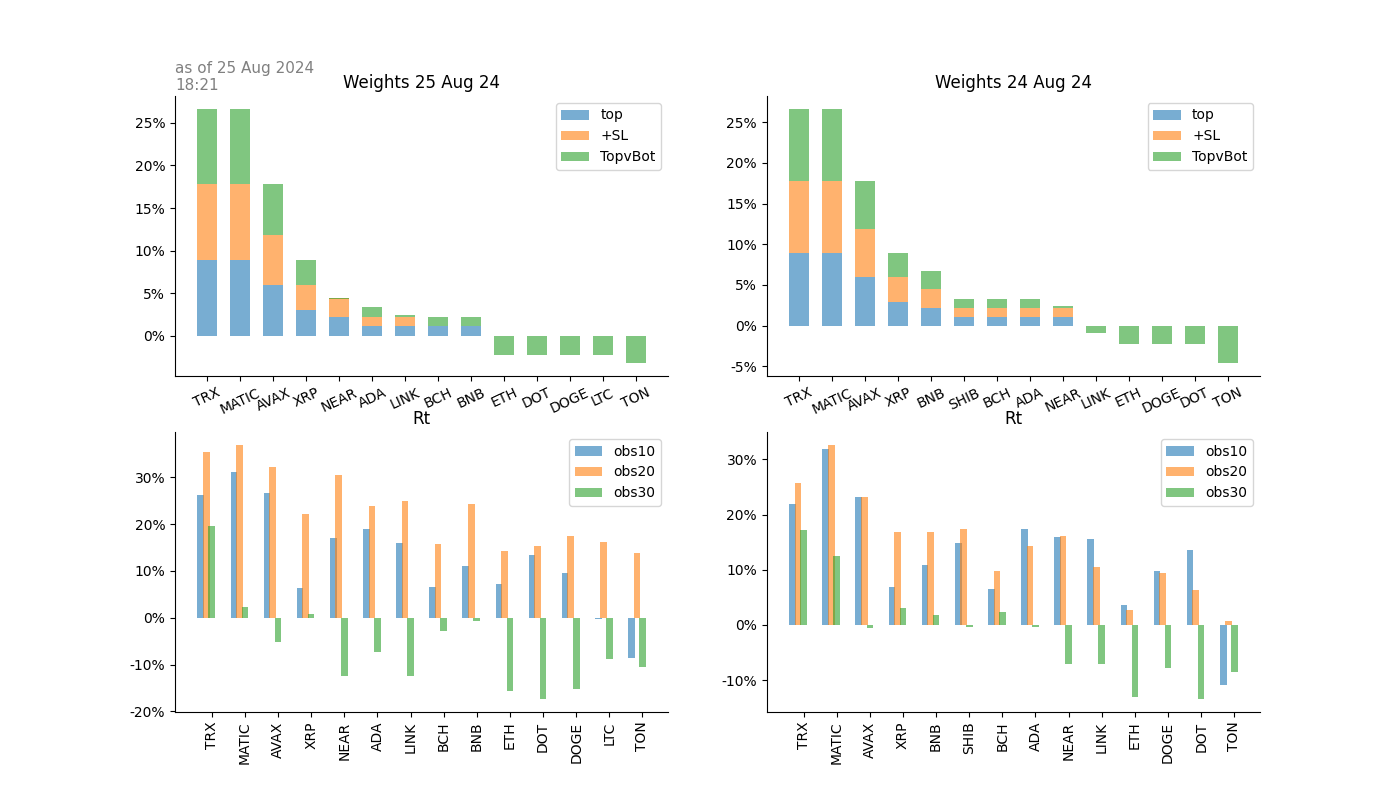 as of 25 Aug 2024
18:21
Weights 25 Aug 24
25%
20%
15%
10%
5%
0%
top
+SL
TopvBot
TRX MATIC AVAX XRP NEAR ADA LINK BCH BNB ETH DOT DOGE LTC TON
Weights 24 Aug 24
25%
20%
15%
10%
5%
0%
-5%
top
+SL
TopvBot
TRX MATIC AVAX XRP BNB SHIB BCH ADA NEAR LINK ETH DOGE DOT TON
Rt
30%
20%
10%
0%
-10%
-20%
obs10
obs20
obs30
TRX MATIC AVAX XRP NEAR ADA LINK BCH BNB ETH DOT DOGE LTC TON
Rt
30%
20%
10%
0%
-10%
obs10
obs20
obs30
TRX MATIC AVAX XRP BNB SHIB BCH ADA NEAR LINK ETH DOGE DOT TON